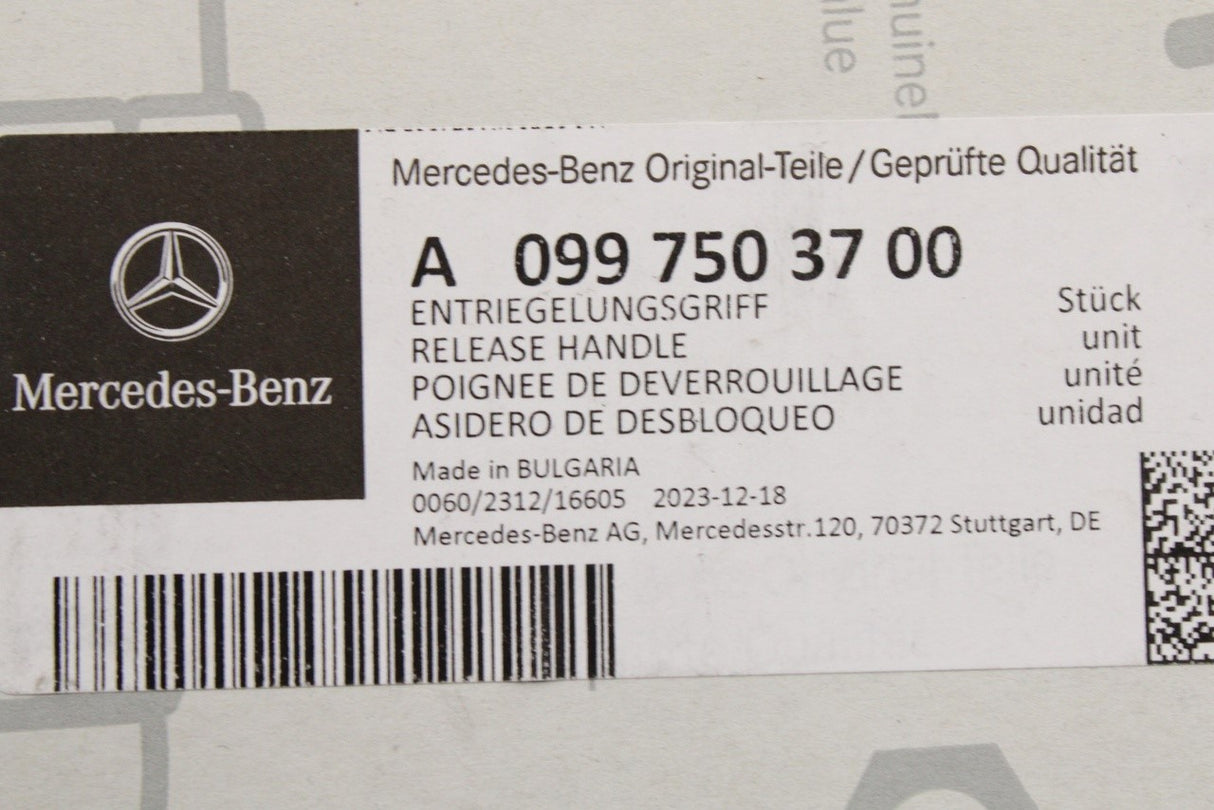 Mercedes-Benz Original-Teile/Geprüfte Qualität
A 099 750 37 00
ENTRIEGELUNGSGRIFF Stück
RELEASE HANDLE unit
POIGNEE DE DEVERROUILLAGE unité
ASIDERO DE DESBLOQUEO unidad
Made in BULGARIA
0060/2312/16605 2023-12-18
Mercedes-Benz AG, Mercedesstr.120, 70372 Stuttgart, DE
Mercedes-Benz